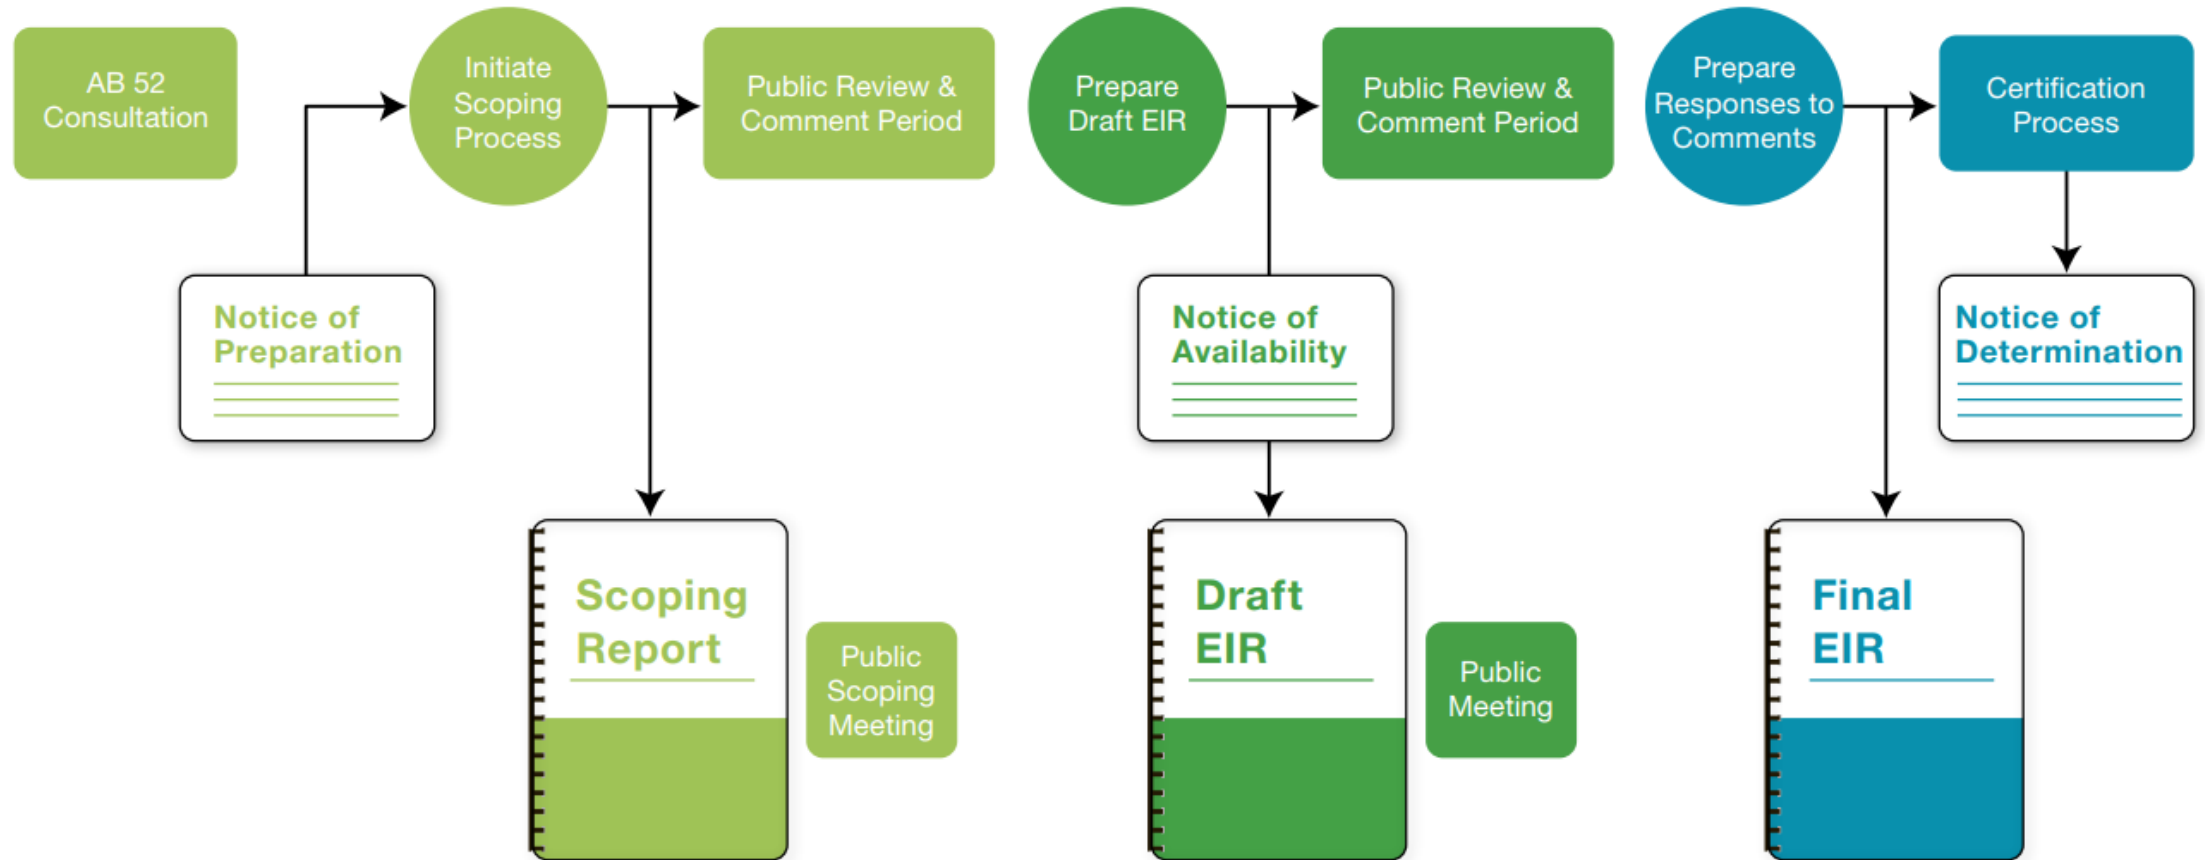 AB 52
Consultation
Initiate
Scoping
Process
Public Review &
Comment Period
Prepare
Draft EIR
Public Review &
Comment Period
Prepare
Responses to
Comments
Certification
Process
Notice of
Preparation
Notice of
Availability
Notice of
Determination
Scoping
Report
Public
Scoping
Meeting
Draft
EIR
Public
Meeting
Final
EIR